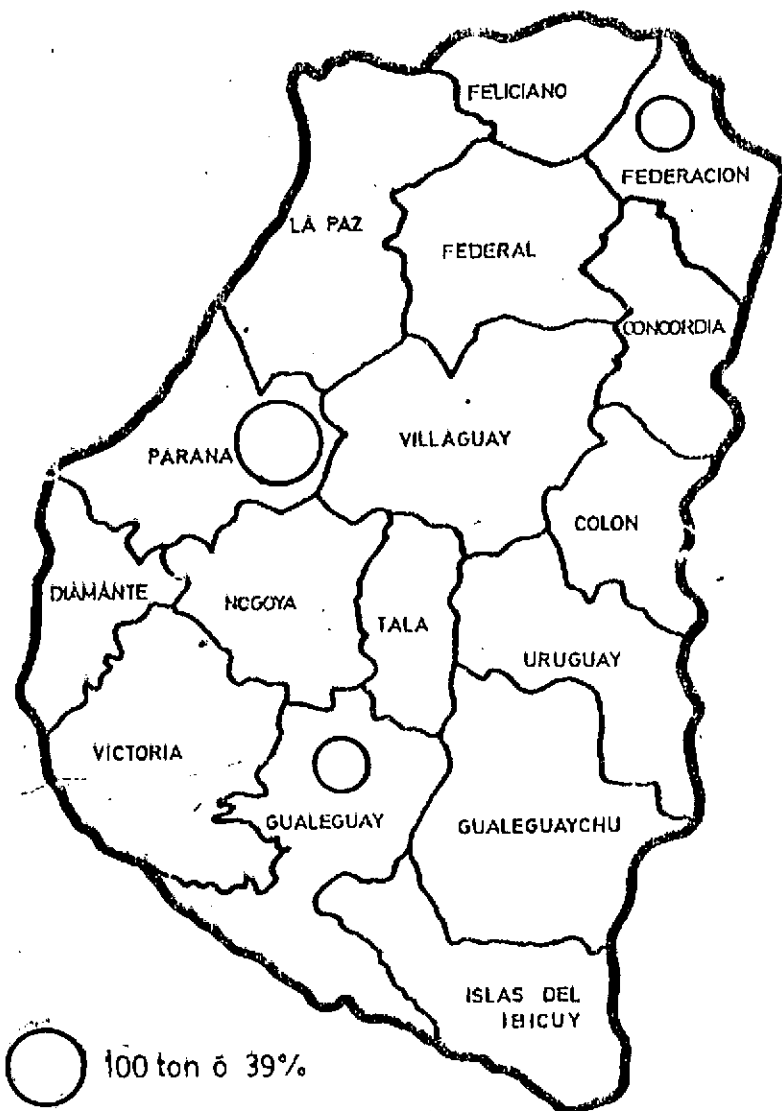 FELICIANO
FEDERACION
LA PAZ
FEDERAL
CONCORDIA
PARANA
VILLAGUAY
COLON
DIAMANTE
NOGOYA
TALA
URUGUAY
VICTORIA
GUALEGUAY
GUALEGUAYCHU
ISLAS DEL
IBICUY
100 ton ó 39%